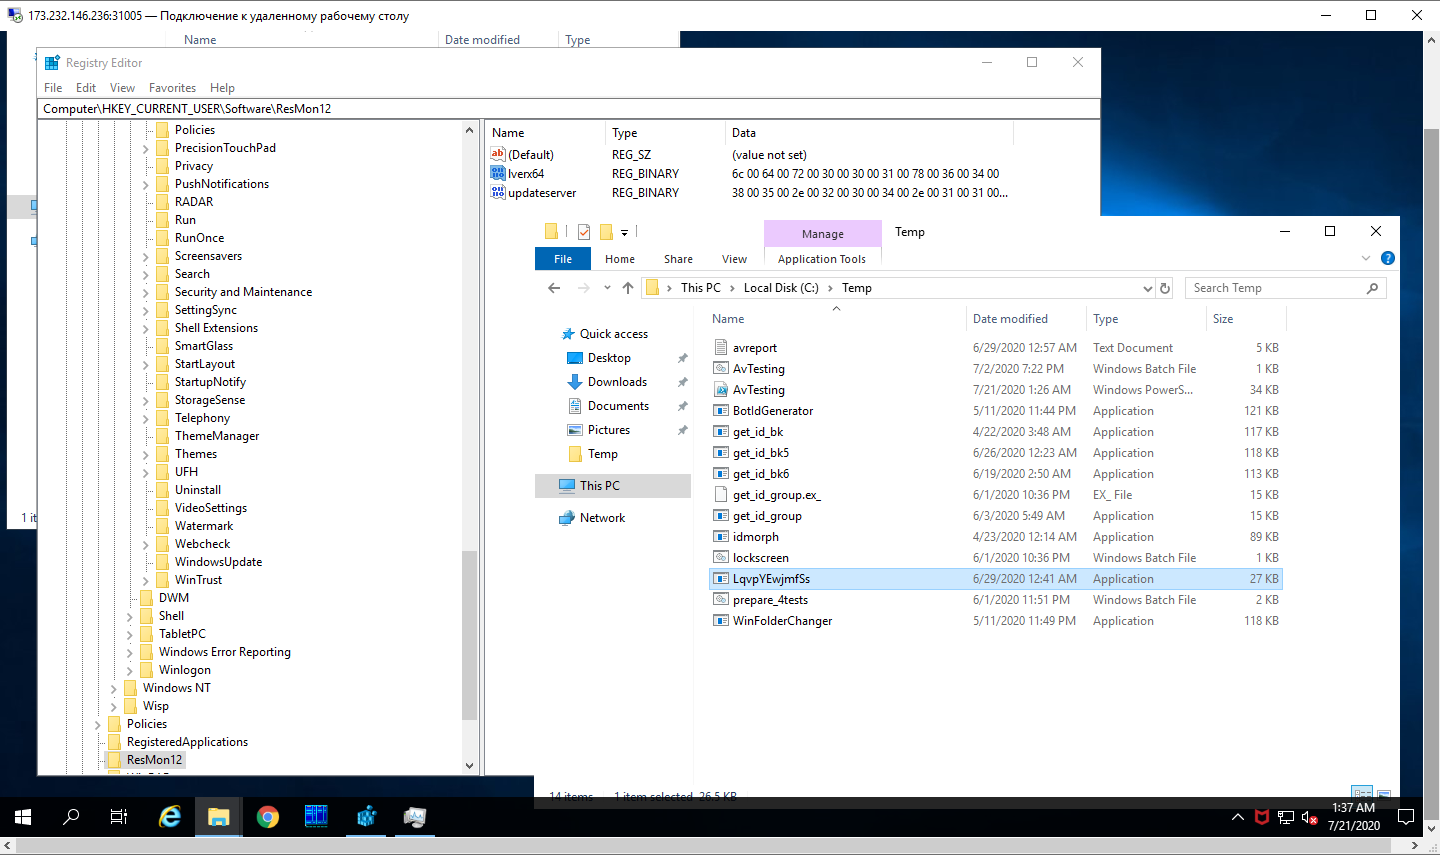 173.232.146.236:31005 — Подключение к удаленному рабочему столу
Name Date modified Type
Registry Editor
File Edit View Favorites Help
Computer\HKEY_CURRENT_USER\Software\ResMon12
Policies
PrecisionTouchPad
Privacy
PushNotifications
RADAR
Run
RunOnce
Screensavers
Search
Security and Maintenance
SettingSync
Shell Extensions
SmartGlass
StartLayout
StartupNotify
StorageSense
Telephony
ThemeManager
Themes
UFH
Uninstall
VideoSettings
Watermark
Webcheck
WindowsUpdate
WinTrust
DWM
Shell
TabletPC
Windows Error Reporting
Winlogon
Windows NT
Wisp
Policies
RegisteredApplications
ResMon12
Name Type Data
(Default) REG_SZ (value not set)
lverx64 REG_BINARY 6c 00 64 00 72 00 30 00 30 00 31 00 78 00 36 00 34 00
updateserver REG_BINARY 38 00 35 00 2e 00 32 00 30 00 34 00 2e 00 31 00 31 00...
Manage Temp
File Home Share View Application Tools
This PC Local Disk (C:) Temp
Search Temp
Quick access
Desktop
Downloads
Documents
Pictures
Temp
This PC
Network
Name Date modified Type Size
avreport 6/29/2020 12:57 AM Text Document 5 KB
AvTesting 7/2/2020 7:22 PM Windows Batch File 1 KB
AvTesting 7/21/2020 1:26 AM Windows PowerS... 34 KB
BotIdGenerator 5/11/2020 11:44 PM Application 121 KB
get_id_bk 4/22/2020 3:48 AM Application 117 KB
get_id_bk5 6/26/2020 12:23 AM Application 118 KB
get_id_bk6 6/19/2020 2:50 AM Application 113 KB
get_id_group.ex_ 6/1/2020 10:36 PM EX_ File 15 KB
get_id_group 6/3/2020 5:49 AM Application 15 KB
idmorph 4/23/2020 12:14 AM Application 89 KB
lockscreen 6/1/2020 10:36 PM Windows Batch File 1 KB
LqvpYEwjmfSs 6/29/2020 12:41 AM Application 27 KB
prepare_4tests 6/1/2020 11:51 PM Windows Batch File 2 KB
WinFolderChanger 5/11/2020 11:49 PM Application 118 KB
14 items 1 item selected 26.5 KB
1:37 AM
7/21/2020